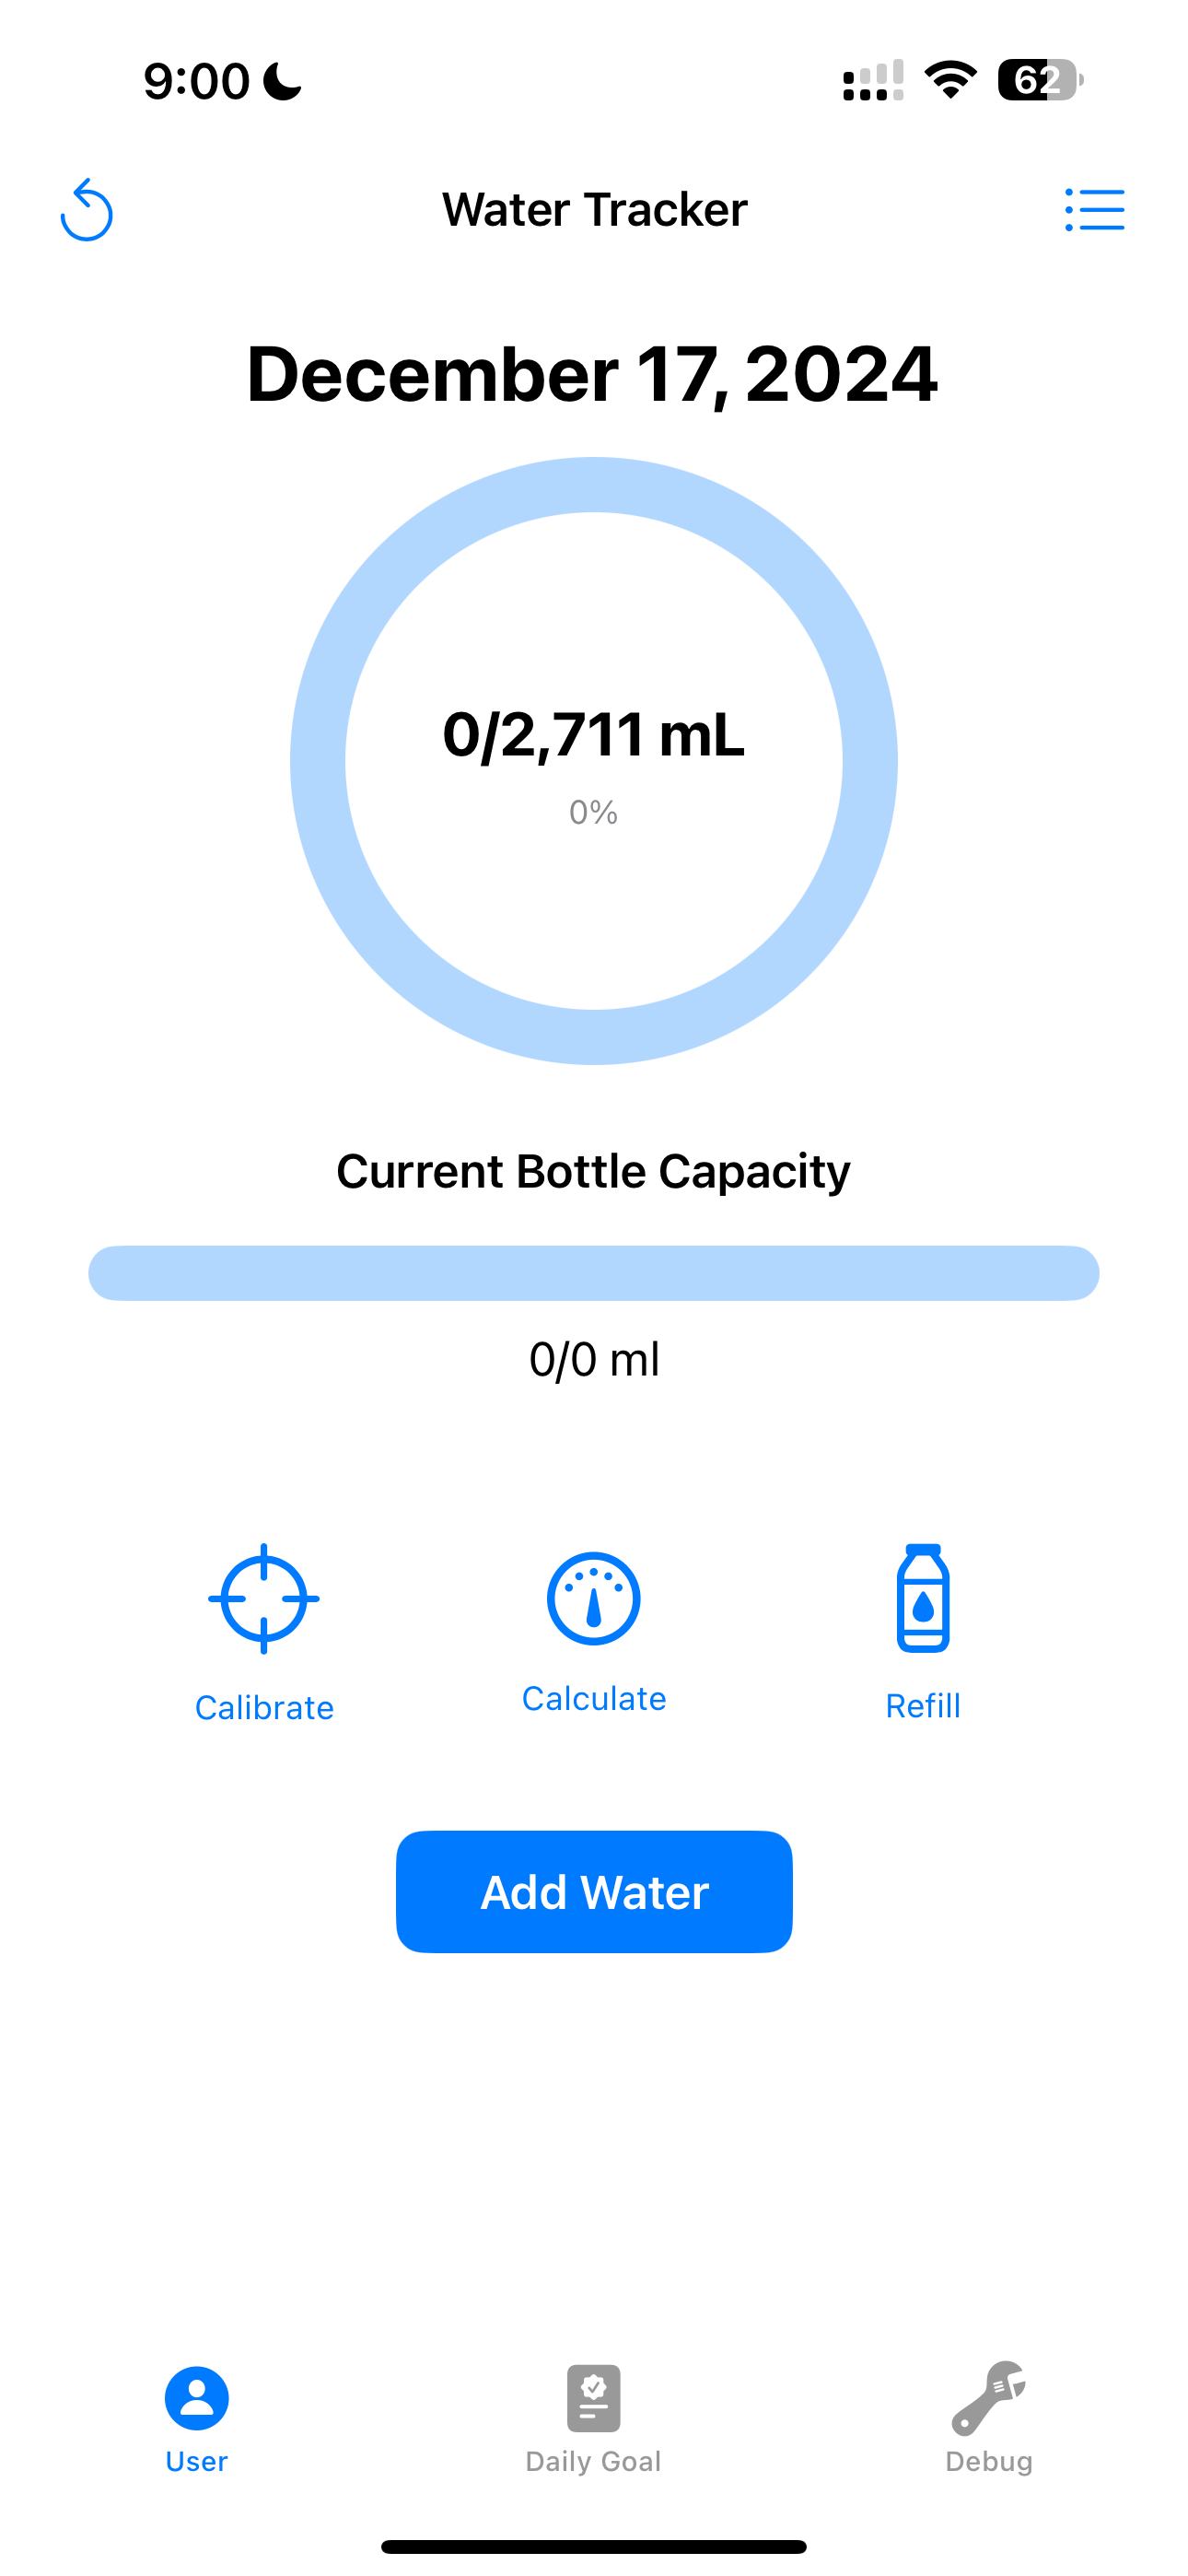 9:00
62
Water Tracker
December 17, 2024
0/2,711 mL
0%
Current Bottle Capacity
0/0 ml
Calibrate
Calculate
Refill
Add Water
User
Daily Goal
Debug